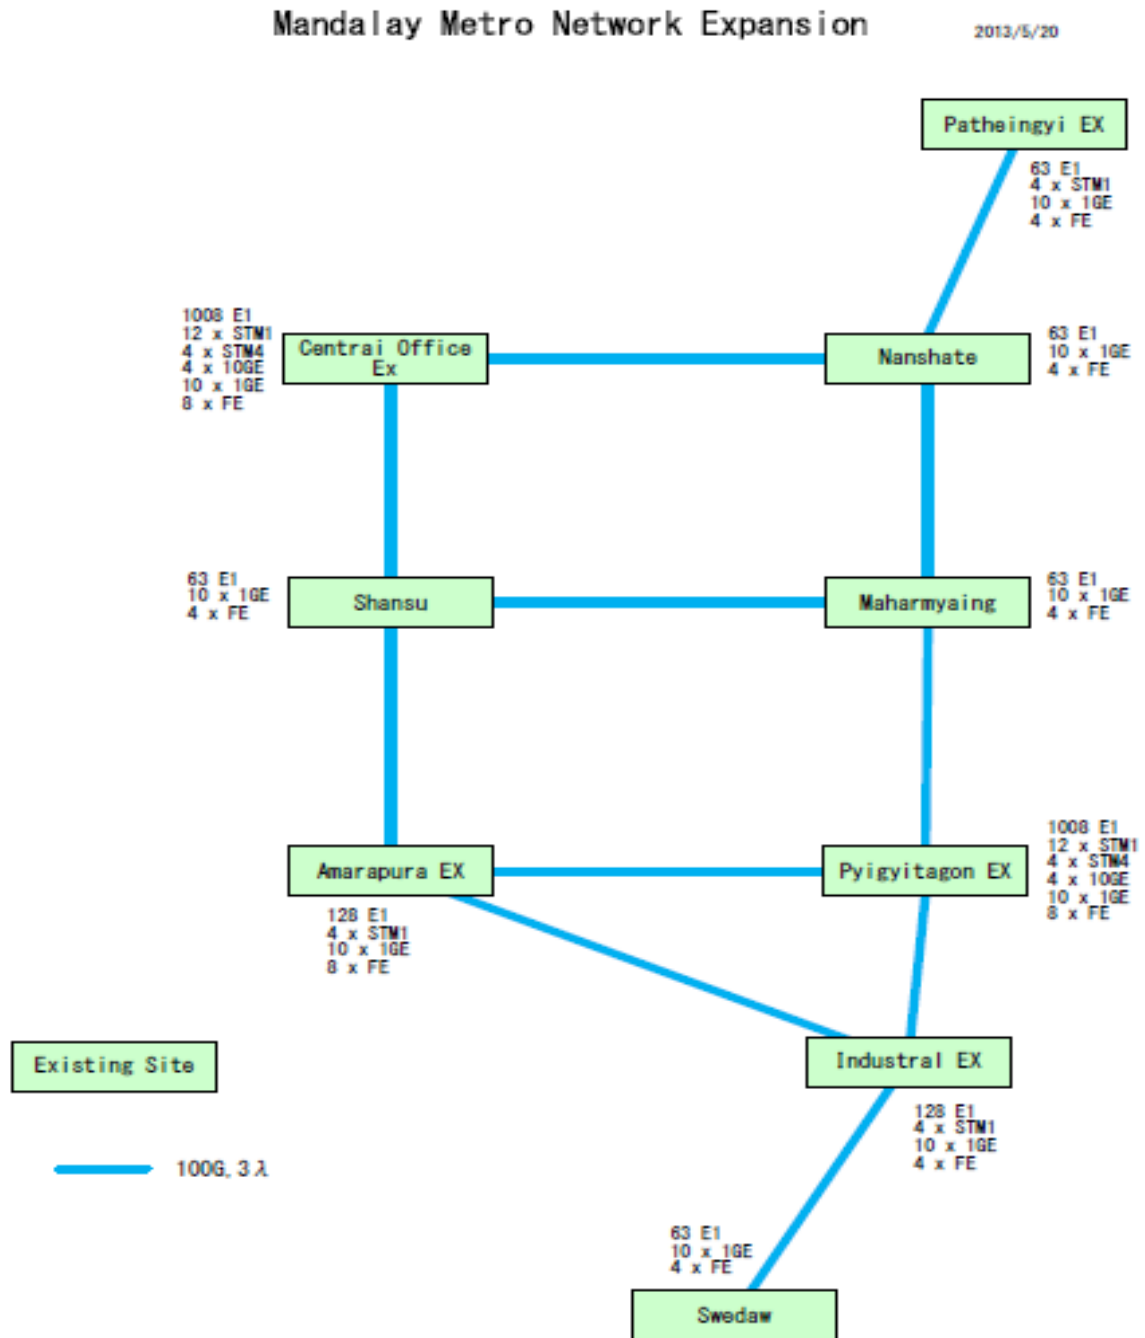 Mandalay Metro Network Expansion
2013/5/20
Patheingyi EX
63 E1
4 x STM1
10 x 1GE
4 x FE
1008 E1
12 x STM1
4 x STM4
4 x 10GE
10 x 1GE
8 x FE
Centrai Office
Ex
Nanshate
63 E1
10 x 1GE
4 x FE
63 E1
10 x 1GE
4 x FE
Shansu
Maharmyaing
63 E1
10 x 1GE
4 x FE
Amarapura EX
128 E1
4 x STM1
10 x 1GE
8 x FE
Pyigyitagon EX
1008 E1
12 x STM1
4 x STM4
4 x 10GE
10 x 1GE
8 x FE
Existing Site
100G, 3λ
Industral EX
128 E1
4 x STM1
10 x 1GE
4 x FE
63 E1
10 x 1GE
4 x FE
Swedaw